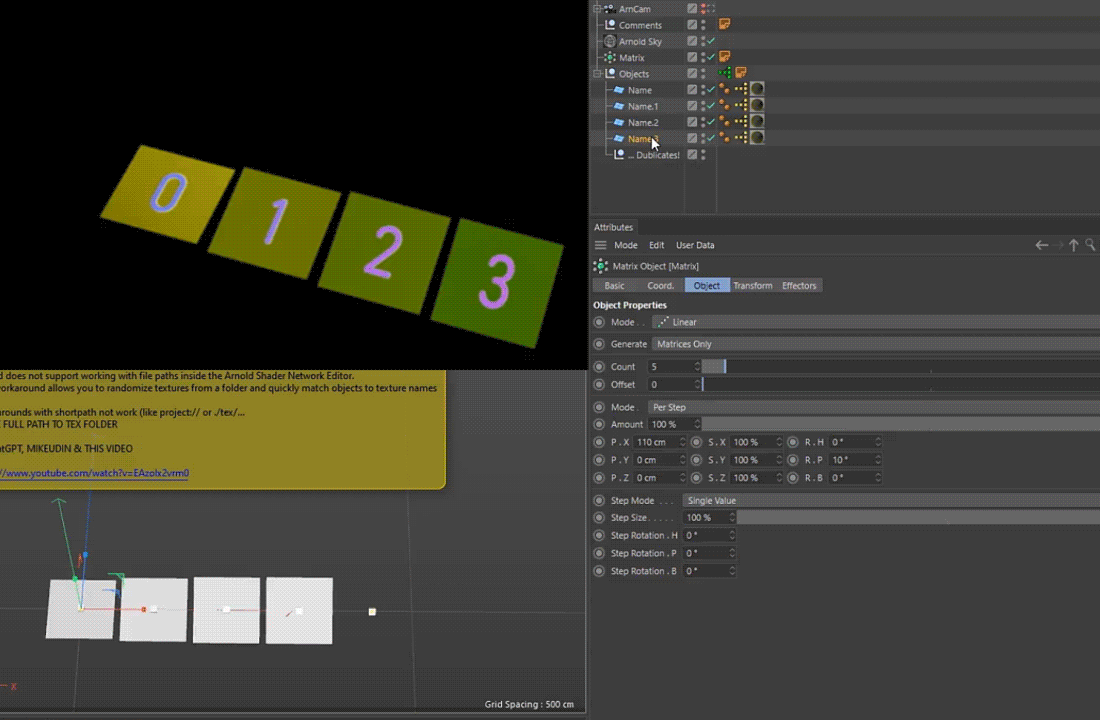 0
1
2
3
does not support working with file paths inside the Arnold Shader Network Editor.
workaround allows you to randomize textures from a folder and quickly match objects to texture names
with shortpath not work (like project:// or ./tex/...
FULL PATH TO TEX FOLDER
MIKEUDIN & THIS VIDEO
/www.youtube.com/watch?v=EAzolx2vrm0
x
Grid Spacing : 500 cm
ArnCam
Comments
Arnold Sky
Matrix
Objects
Name
Name.1
Name.2
Name.3
... Dublicates!
Attributes
Mode Edit User Data
Matrix Object [Matrix]
Basic Coord. Object Transform Effectors
Object Properties
Mode . . Linear
Generate Matrices Only
Count 5
Offset 0
Mode . Per Step
Amount 100 %
P . X 110 cm S . X 100 % R . H 0 °
P . Y 0 cm S . Y 100 % R . P 10 °
P . Z 0 cm S . Z 100 % R . B 0 °
Step Mode . . . . Single Value
Step Size. . . . . 100 %
Step Rotation . H 0 °
Step Rotation . P 0 °
Step Rotation . B 0 °